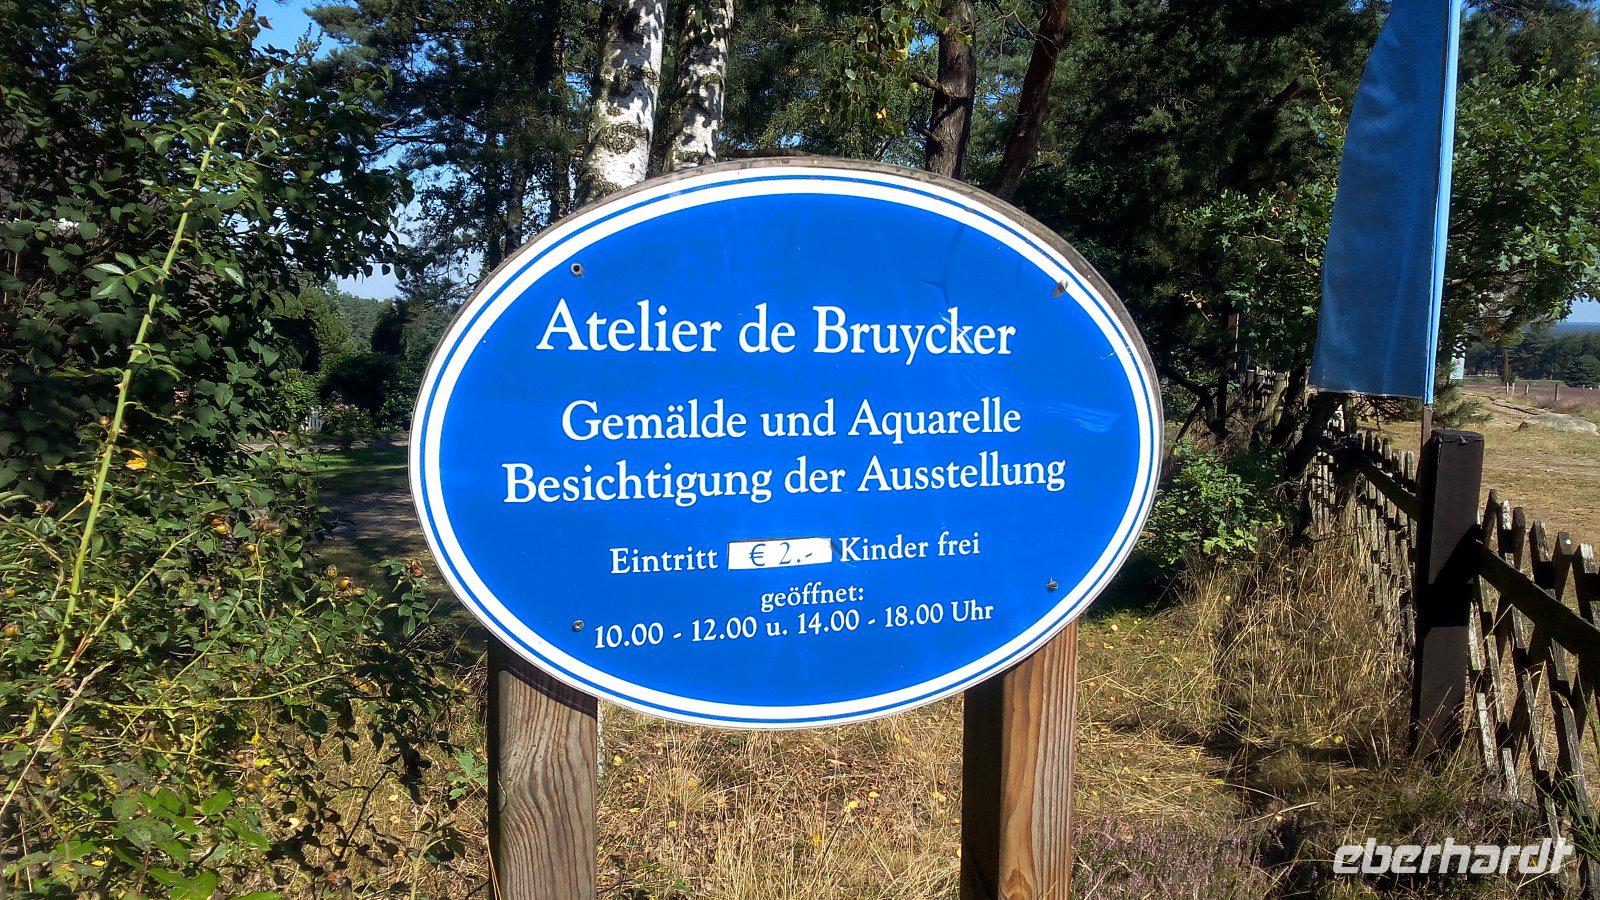 Atelier de Bruycker
Gemälde und Aquarelle
Besichtigung der Ausstellung
Eintritt € 2.- Kinder frei
geöffnet:
10.00 - 12.00 u. 14.00 - 18.00 Uhr
eberhardt